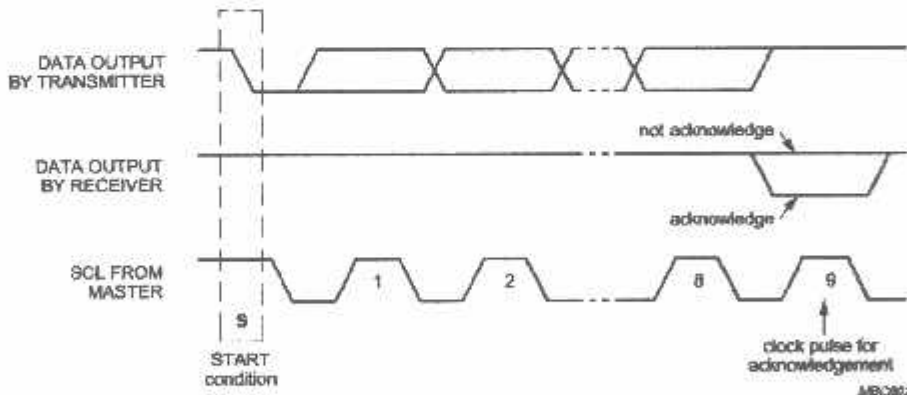 DATA OUTPUT
BY TRANSMITTER
not acknowledge
DATA OUTPUT
BY RECEIVER
acknowledge
SCL FROM
MASTER
1
2
8
9
S
START
condition
clock pulse for
acknowledgement